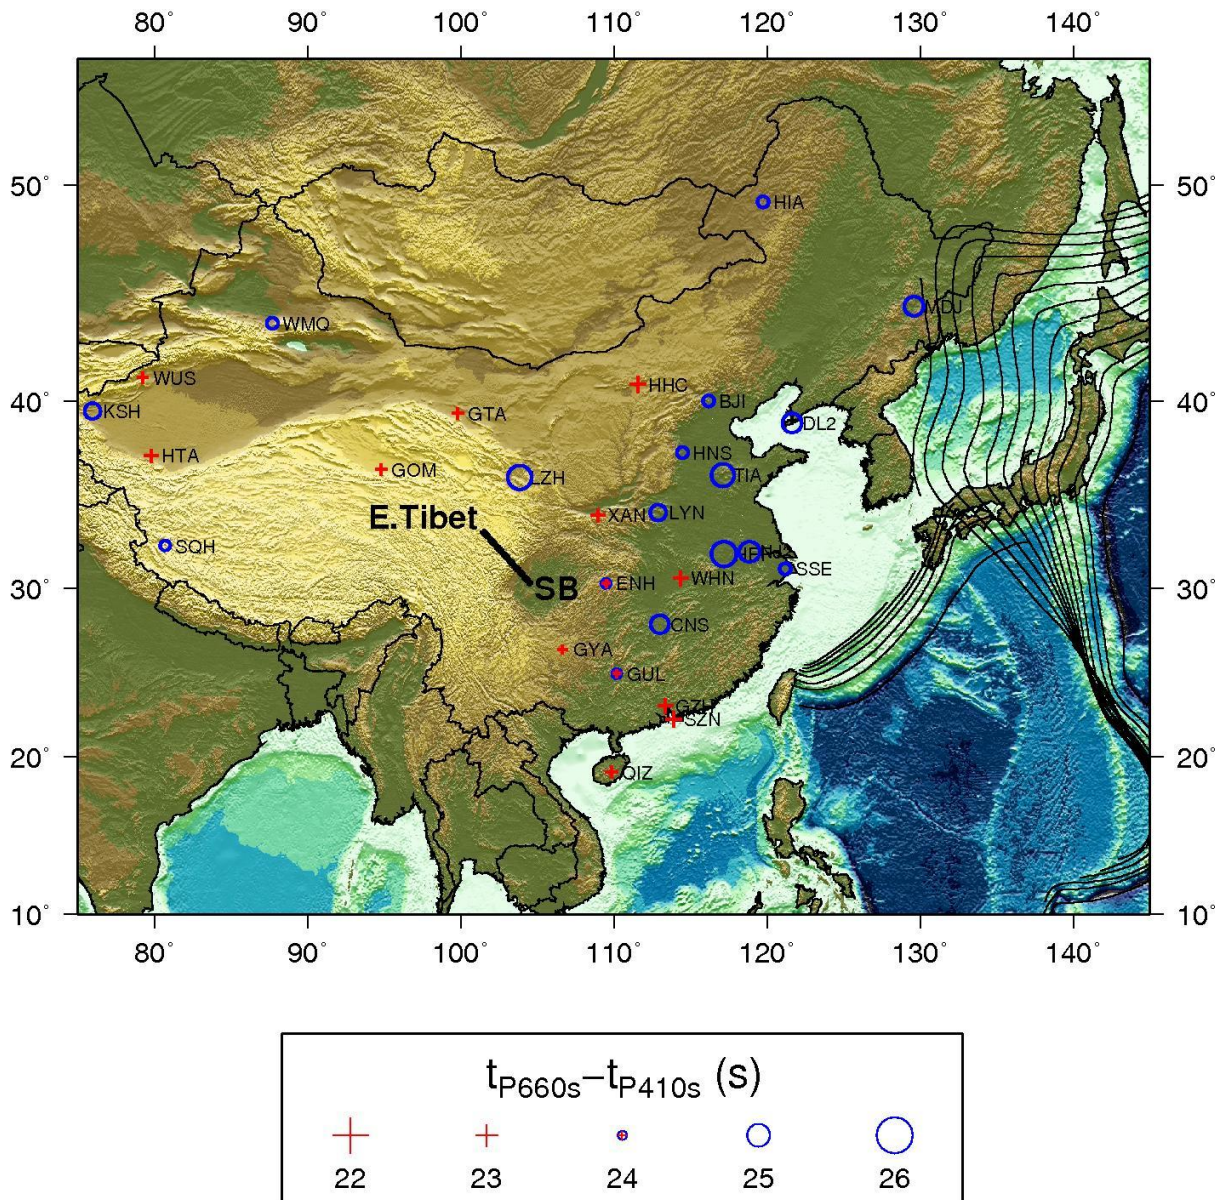 80° 90° 100° 110° 120° 130° 140°
50° 50°
40° 40°
30° 30°
20° 20°
10° 10°
HIA
MDJ
WMQ
WUS
HHC
KSH
GTA
BJI
DL2
HTA
GOM
LZH
HNS
TIA
E.Tibet
XAN
LYN
SQH
SSE
SB
ENH
WHN
CNS
GYA
GUL
GZH
SZN
QIZ
80° 90° 100° 110° 120° 130° 140°
tP660s–tP410s (s)
22 23 24 25 26